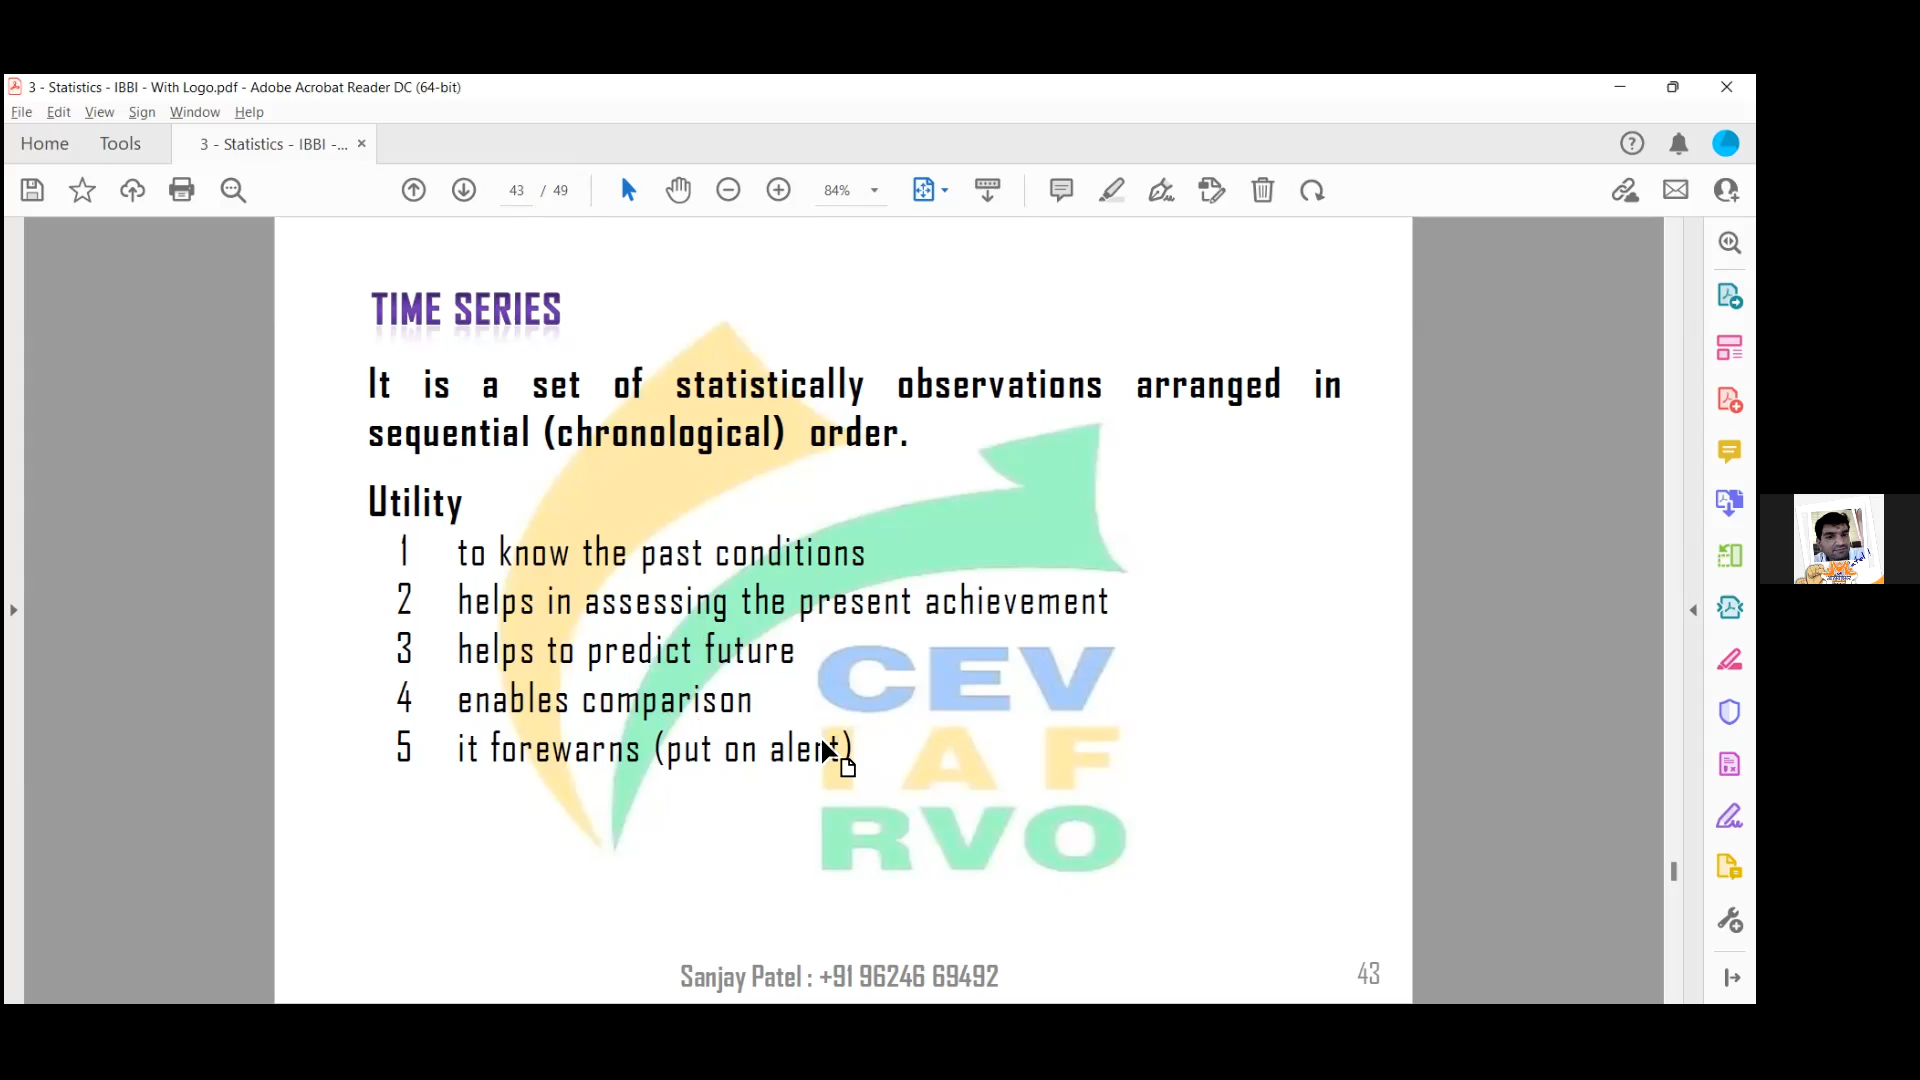 3 - Statistics - IBBI - With Logo.pdf - Adobe Acrobat Reader DC (64-bit)
File Edit View Sign Window Help
Home Tools 3 - Statistics - IBBI -...
43 / 49 84%
TIME SERIES
It is a set of statistically observations arranged in
sequential (chronological) order.
Utility
1 to know the past conditions
2 helps in assessing the present achievement
3 helps to predict future
4 enables comparison
5 it forewarns (put on alert)
CEV
IAF
RVO
Sanjay Patel : +91 96246 69492
43